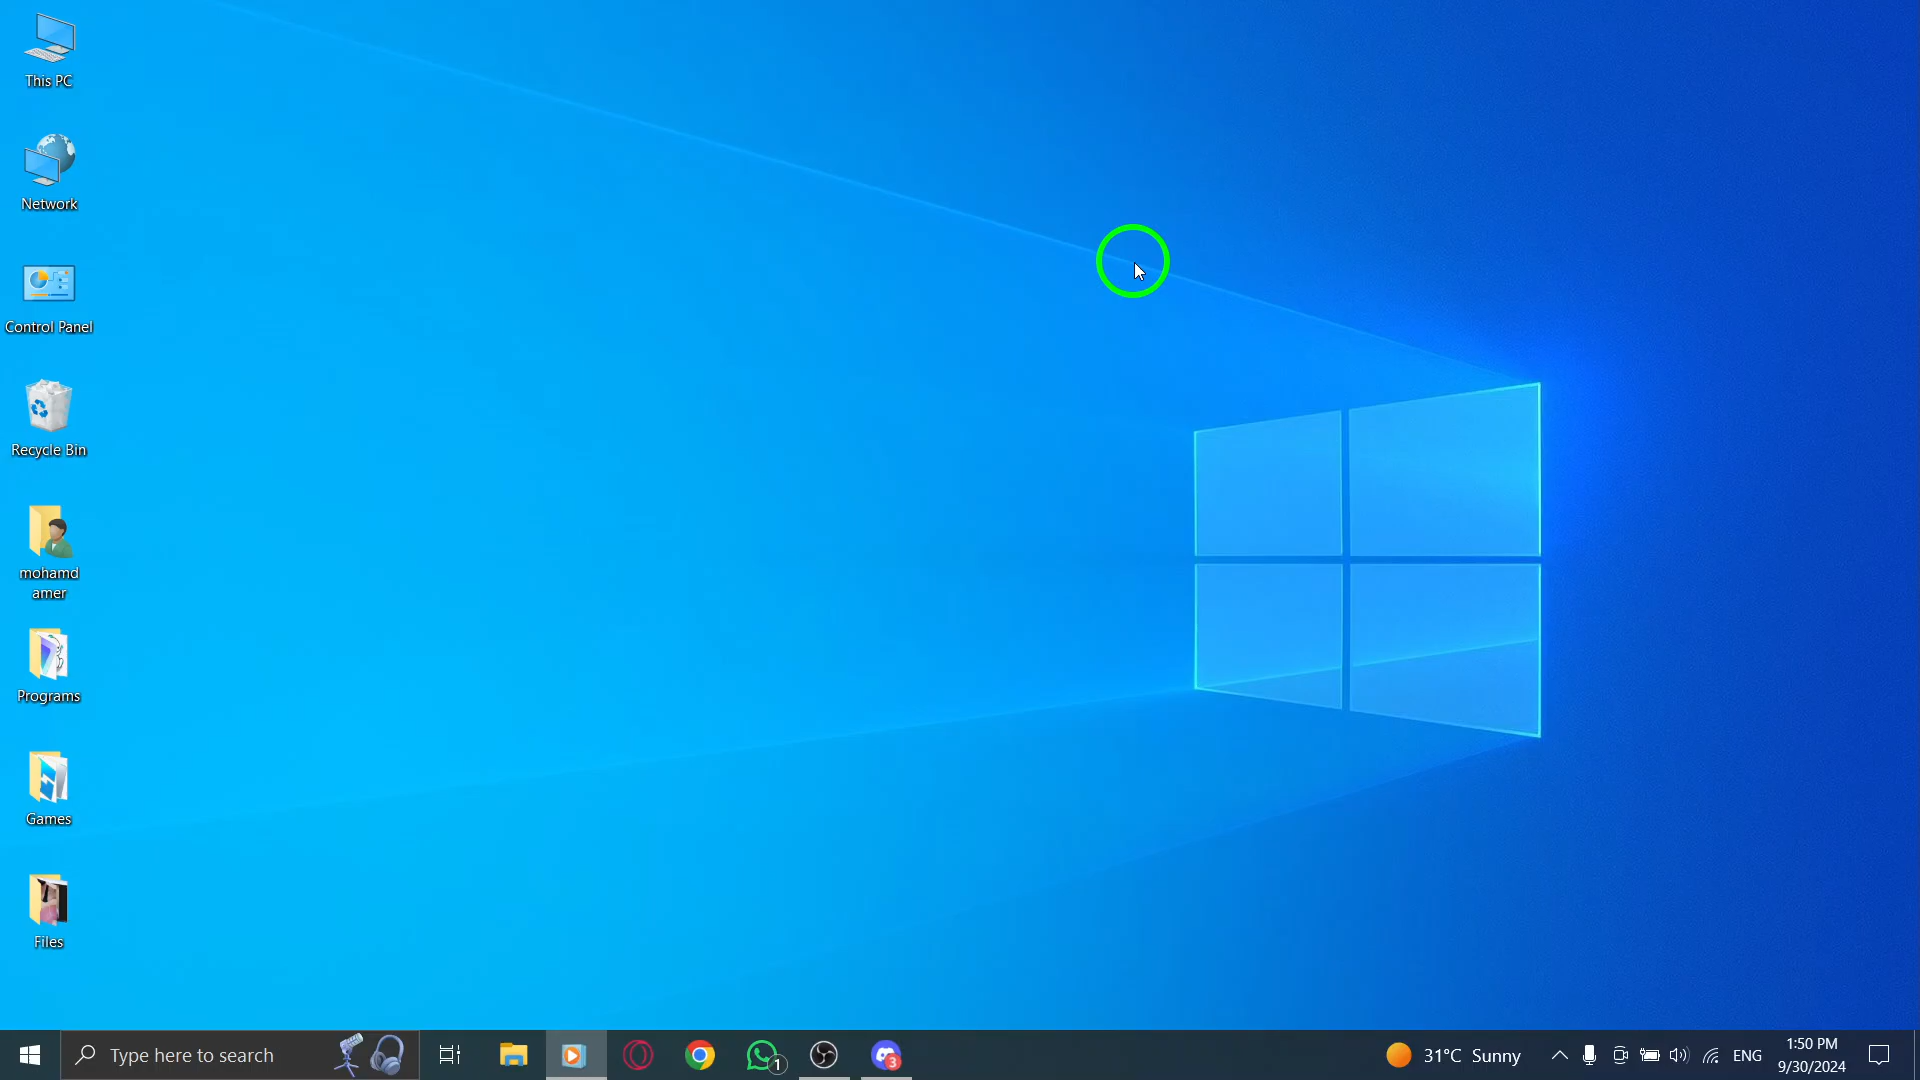 This PC
Network
Control Panel
Recycle Bin
mohamd
amer
Programs
Games
Files
Type here to search
1
3
31°C Sunny
ENG
1:50 PM
9/30/2024